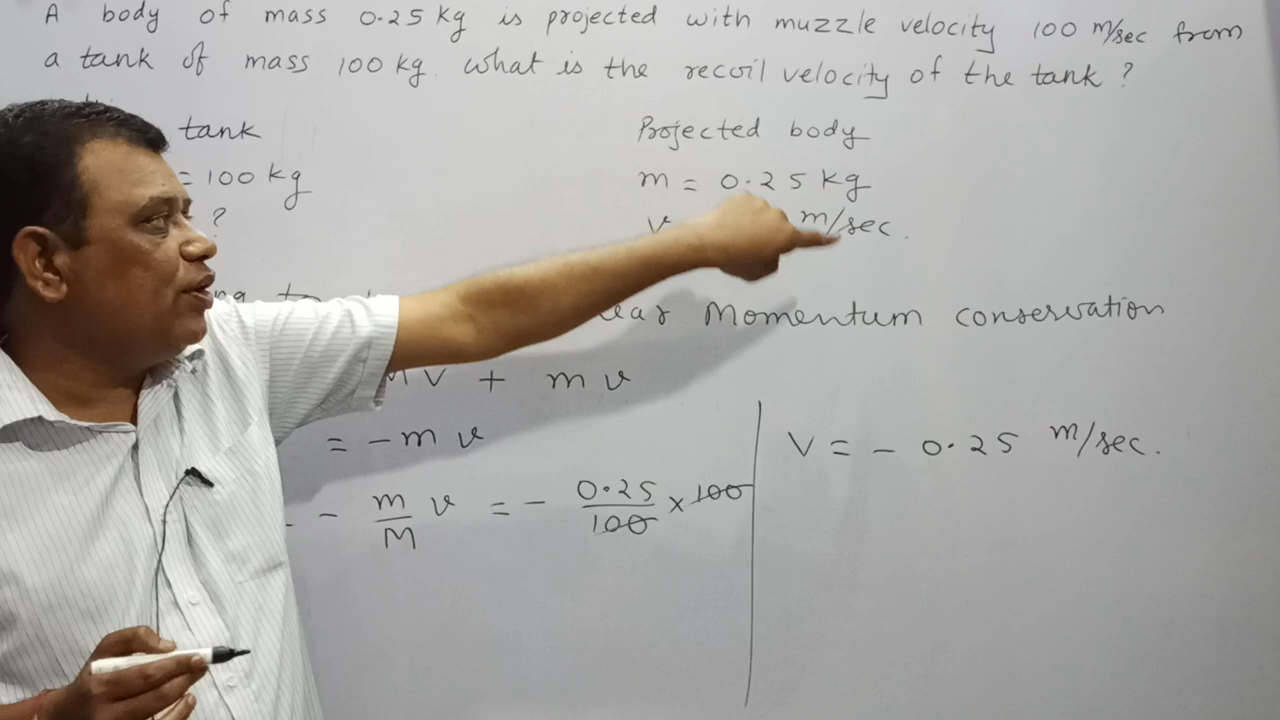 A body of mass 0.25 kg is projected with muzzle velocity 100 m/sec from
a tank of mass 100 kg. what is the recoil velocity of the tank ?
tank
Projected body
= 100 kg
m = 0.25 kg
?
v m/sec.
Momentum conservation
MV + mv
= -mv
- m/M v = - 0.25/100 × 100
V = - 0.25 m/sec.